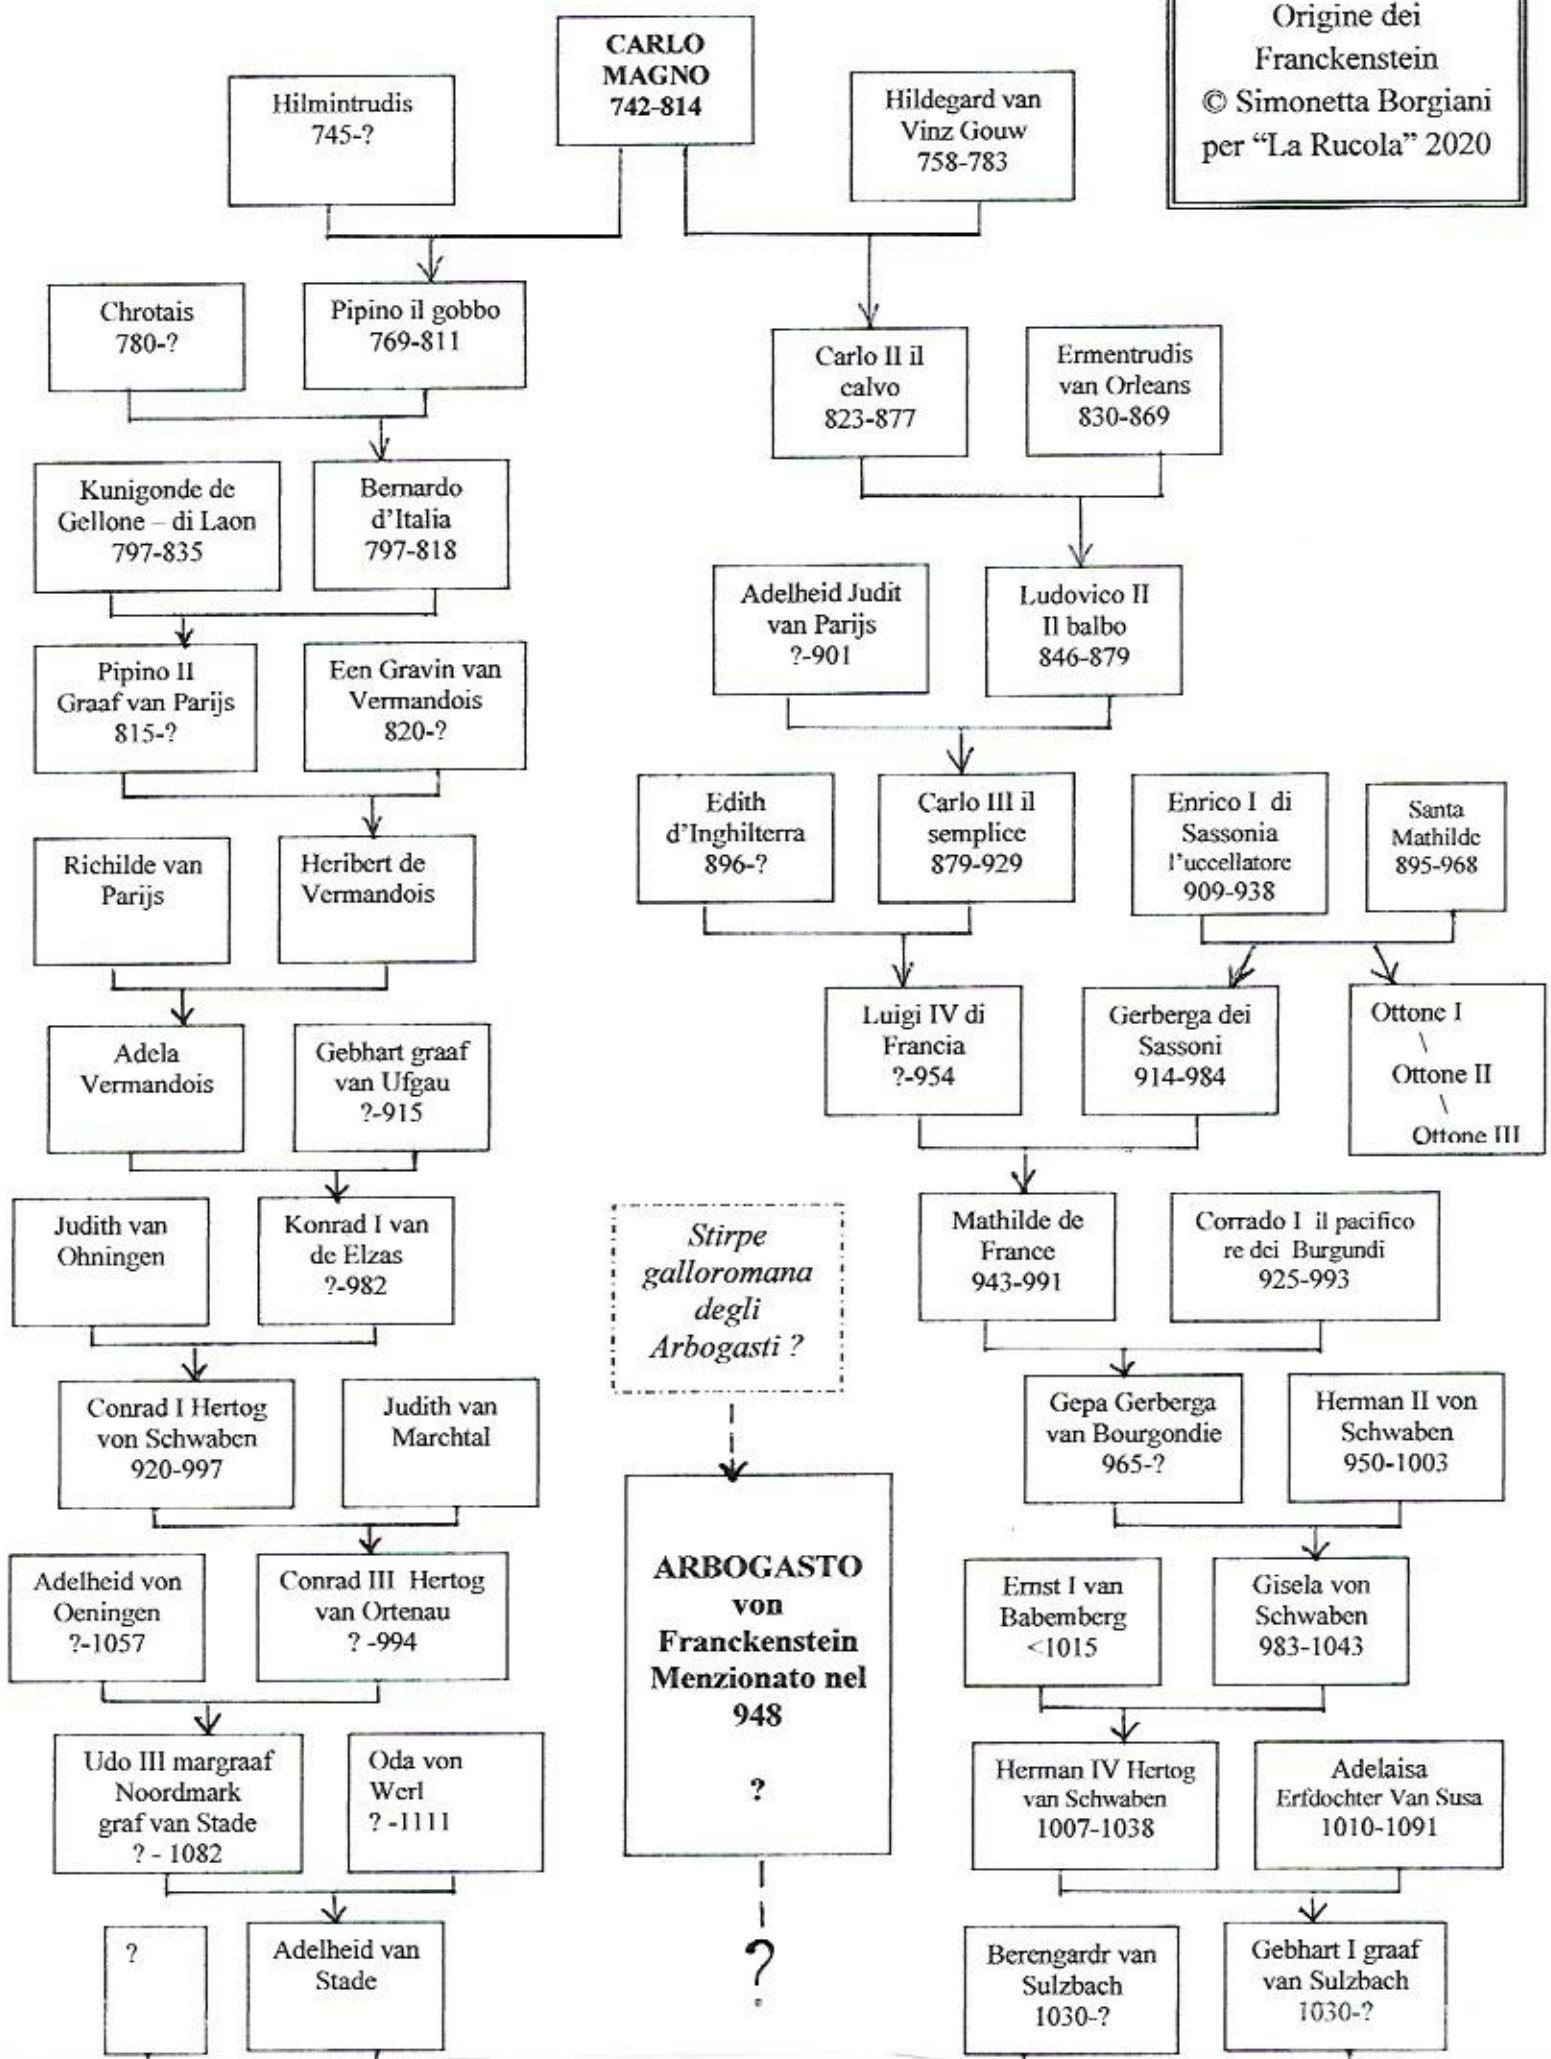 Origine dei
Franckenstein
© Simonetta Borgiani
per “La Rucola” 2020
CARLO
MAGNO
742-814
Hilmintrudis
745-?
Hildegard van
Vinz Gouw
758-783
Chrotais
780-?
Pipino il gobbo
769-811
Carlo II il
calvo
823-877
Ermentrudis
van Orleans
830-869
Kunigonde de
Gellone – di Laon
797-835
Bernardo
d’Italia
797-818
Adelheid Judit
van Parijs
?-901
Ludovico II
Il balbo
846-879
Pipino II
Graaf van Parijs
815-?
Een Gravin van
Vermandois
820-?
Edith
d’Inghilterra
896-?
Carlo III il
semplice
879-929
Enrico I di
Sassonia
l’uccellatore
909-938
Santa
Mathilde
895-968
Richilde van
Parijs
Heribert de
Vermandois
Luigi IV di
Francia
?-954
Gerberga dei
Sassoni
914-984
Ottone I
\
Ottone II
\
Ottone III
Adela
Vermandois
Gebhart graaf
van Ufgau
?-915
Judith van
Ohningen
Konrad I van
de Elzas
?-982
Stirpe
galloromana
degli
Arbogasti ?
Mathilde de
France
943-991
Corrado I il pacifico
re dei Burgundi
925-993
Conrad I Hertog
von Schwaben
920-997
Judith van
Marchtal
Gepa Gerberga
van Bourgondie
965-?
Herman II von
Schwaben
950-1003
ARBOGASTO
von
Franckenstein
Menzionato nel
948
?
?
Adelheid von
Oeningen
?-1057
Conrad III Hertog
van Ortenau
? -994
Ernst I van
Babemberg
<1015
Gisela von
Schwaben
983-1043
Udo III margraaf
Noordmark
graf van Stade
? - 1082
Oda von
Werl
? -1111
Herman IV Hertog
van Schwaben
1007-1038
Adelaisa
Erfdochter Van Susa
1010-1091
?
Adelheid van
Stade
Berengardr van
Sulzbach
1030-?
Gebhart I graaf
van Sulzbach
1030-?